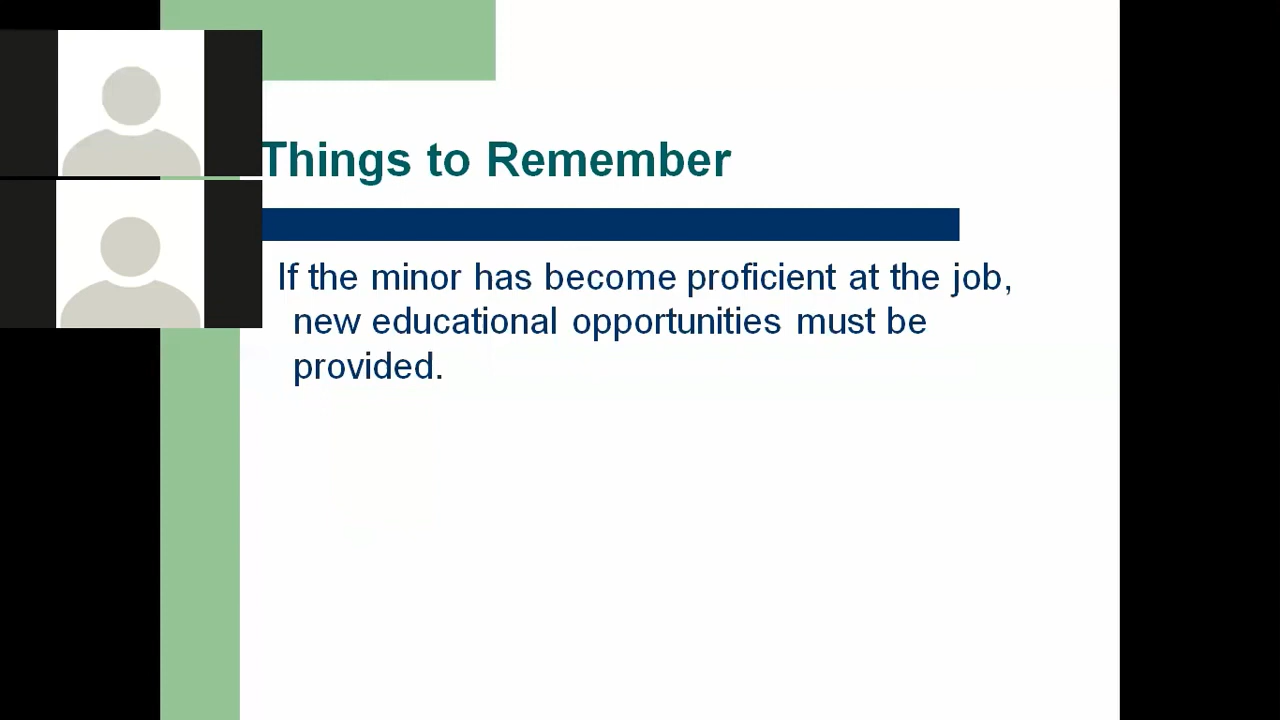 Things to Remember
If the minor has become proficient at the job,
new educational opportunities must be
provided.